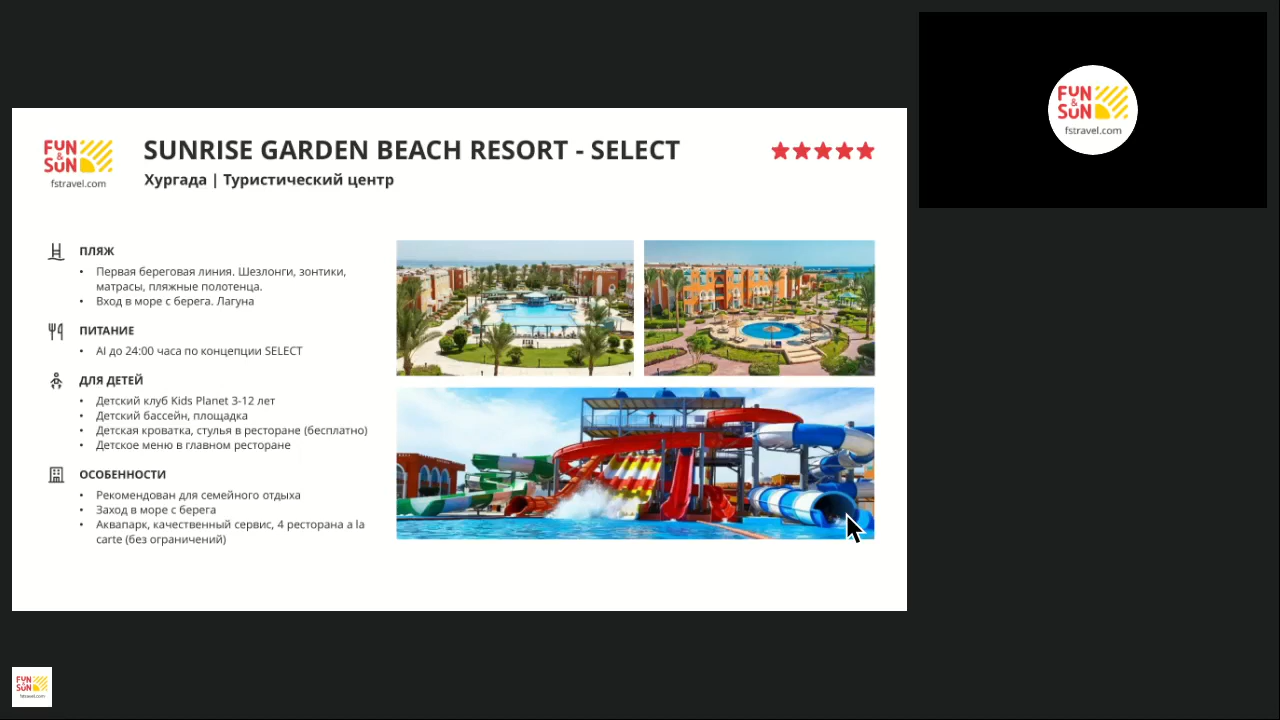 FUN
&
SUN
fstravel.com
SUNRISE GARDEN BEACH RESORT - SELECT
Хургада | Туристический центр
ПЛЯЖ
• Первая береговая линия. Шезлонги, зонтики,
матрасы, пляжные полотенца.
• Вход в море с берега. Лагуна
ПИТАНИЕ
• AI до 24:00 часа по концепции SELECT
ДЛЯ ДЕТЕЙ
• Детский клуб Kids Planet 3-12 лет
• Детский бассейн, площадка
• Детская кроватка, стулья в ресторане (бесплатно)
• Детское меню в главном ресторане
ОСОБЕННОСТИ
• Рекомендован для семейного отдыха
• Заход в море с берега
• Аквапарк, качественный сервис, 4 ресторана a la
carte (без ограничений)
FUN
&
SUN
fstravel.com
FUN
&
SUN
fstravel.com